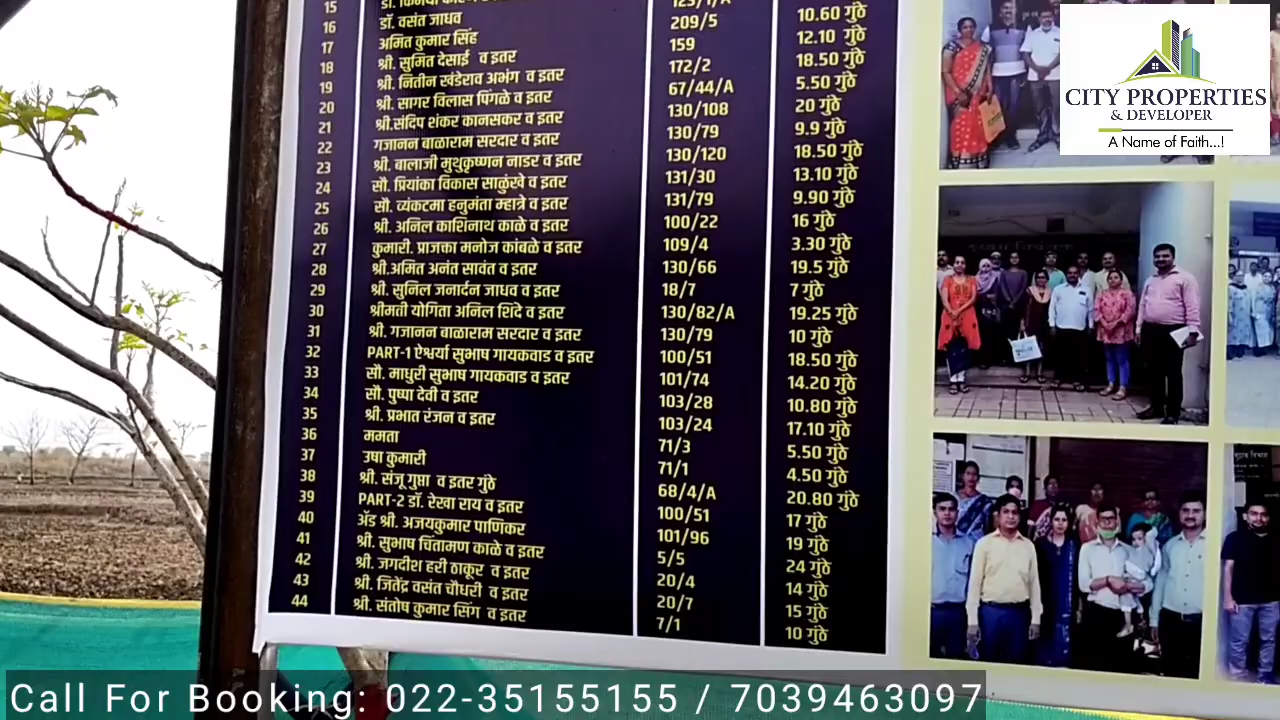 15 डॉ.
16 डॉ. वसंत जाधव 123/1/A
17 अमित कुमार सिंह 209/5 10.60 गुंठे
18 श्री. सुमित देसाई व इतर 159 12.10 गुंठे
19 श्री. नितीन खंडेराव अभंग व इतर 172/2 18.50 गुंठे
20 श्री. सागर विलास पिंगळे व इतर 67/44/A 5.50 गुंठे
21 श्री.संदिप शंकर कानसकर व इतर 130/108 20 गुंठे
22 गजानन बाळाराम सरदार व इतर 130/79 9.9 गुंठे
23 श्री. बालाजी मुथुकृष्णन नाडर व इतर 130/120 18.50 गुंठे
24 सौ. प्रियांका विकास साळुंखे व इतर 131/30 13.10 गुंठे
25 सौ. व्यंकटमा हनुमंता म्हात्रे व इतर 131/79 9.90 गुंठे
26 श्री. अनिल काशिनाथ काळे व इतर 100/22 16 गुंठे
27 कुमारी. प्राजक्ता मनोज कांबळे व इतर 109/4 3.30 गुंठे
28 श्री.अमित अनंत सावंत व इतर 130/66 19.5 गुंठे
29 श्री. सुनिल जनार्दन जाधव व इतर 18/7 7 गुंठे
30 श्रीमती योगिता अनिल शिंदे व इतर 130/82/A 19.25 गुंठे
31 श्री. गजानन बाळाराम सरदार व इतर 130/79 10 गुंठे
32 PART-1 ऐश्वर्या सुभाष गायकवाड व इतर 100/51 18.50 गुंठे
33 सौ. माधुरी सुभाष गायकवाड व इतर 101/74 14.20 गुंठे
34 सौ. पुष्पा देवी व इतर 103/28 10.80 गुंठे
35 श्री. प्रभात रंजन व इतर 103/24 17.10 गुंठे
36 ममता 71/3 5.50 गुंठे
37 उषा कुमारी 71/1 4.50 गुंठे
38 श्री. संजू गुप्ता व इतर गुंठे 68/4/A 20.80 गुंठे
39 PART-2 डॉ. रेखा राय व इतर 100/51 17 गुंठे
40 ॲड श्री. अजयकुमार पाणिकर 101/96 19 गुंठे
41 श्री. सुभाष चिंतामण काळे व इतर 5/5 24 गुंठे
42 श्री. जगदीश हरी ठाकूर व इतर 20/4 14 गुंठे
43 श्री. जितेंद्र वसंत चौधरी व इतर 20/7 15 गुंठे
44 श्री. संतोष कुमार सिंग व इतर 7/1 10 गुंठे
CITY PROPERTIES
& DEVELOPER
A Name of Faith...!
Call For Booking: 022-35155155 / 7039463097